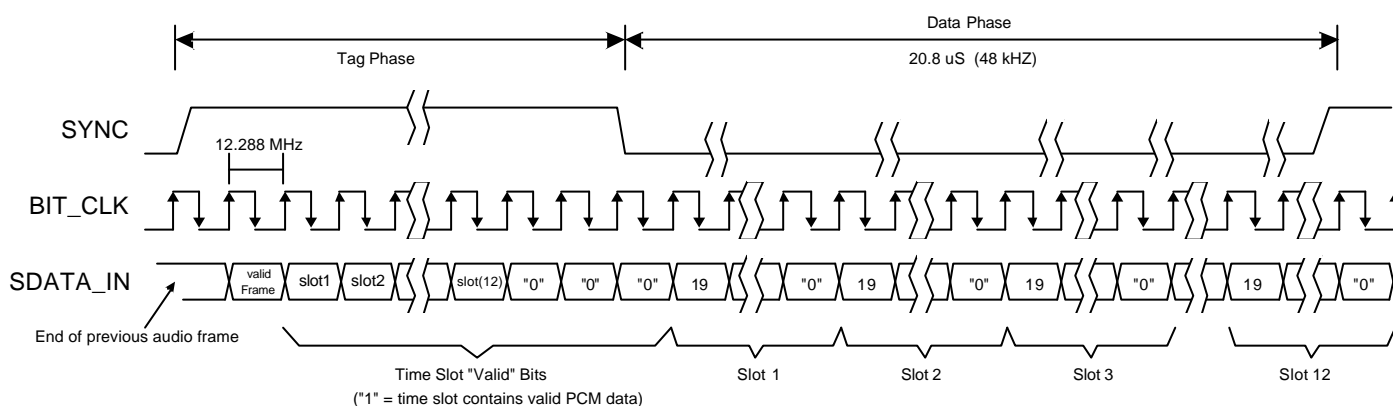 Data Phase
Tag Phase
20.8 uS (48 kHZ)
SYNC
12.288 MHz
BIT_CLK
SDATA_IN
valid
Frame
slot1
slot2
slot(12)
"0"
"0"
"0"
19
"0"
19
"0"
19
"0"
19
"0"
End of previous audio frame
Time Slot "Valid" Bits
("1" = time slot contains valid PCM data)
Slot 1
Slot 2
Slot 3
Slot 12